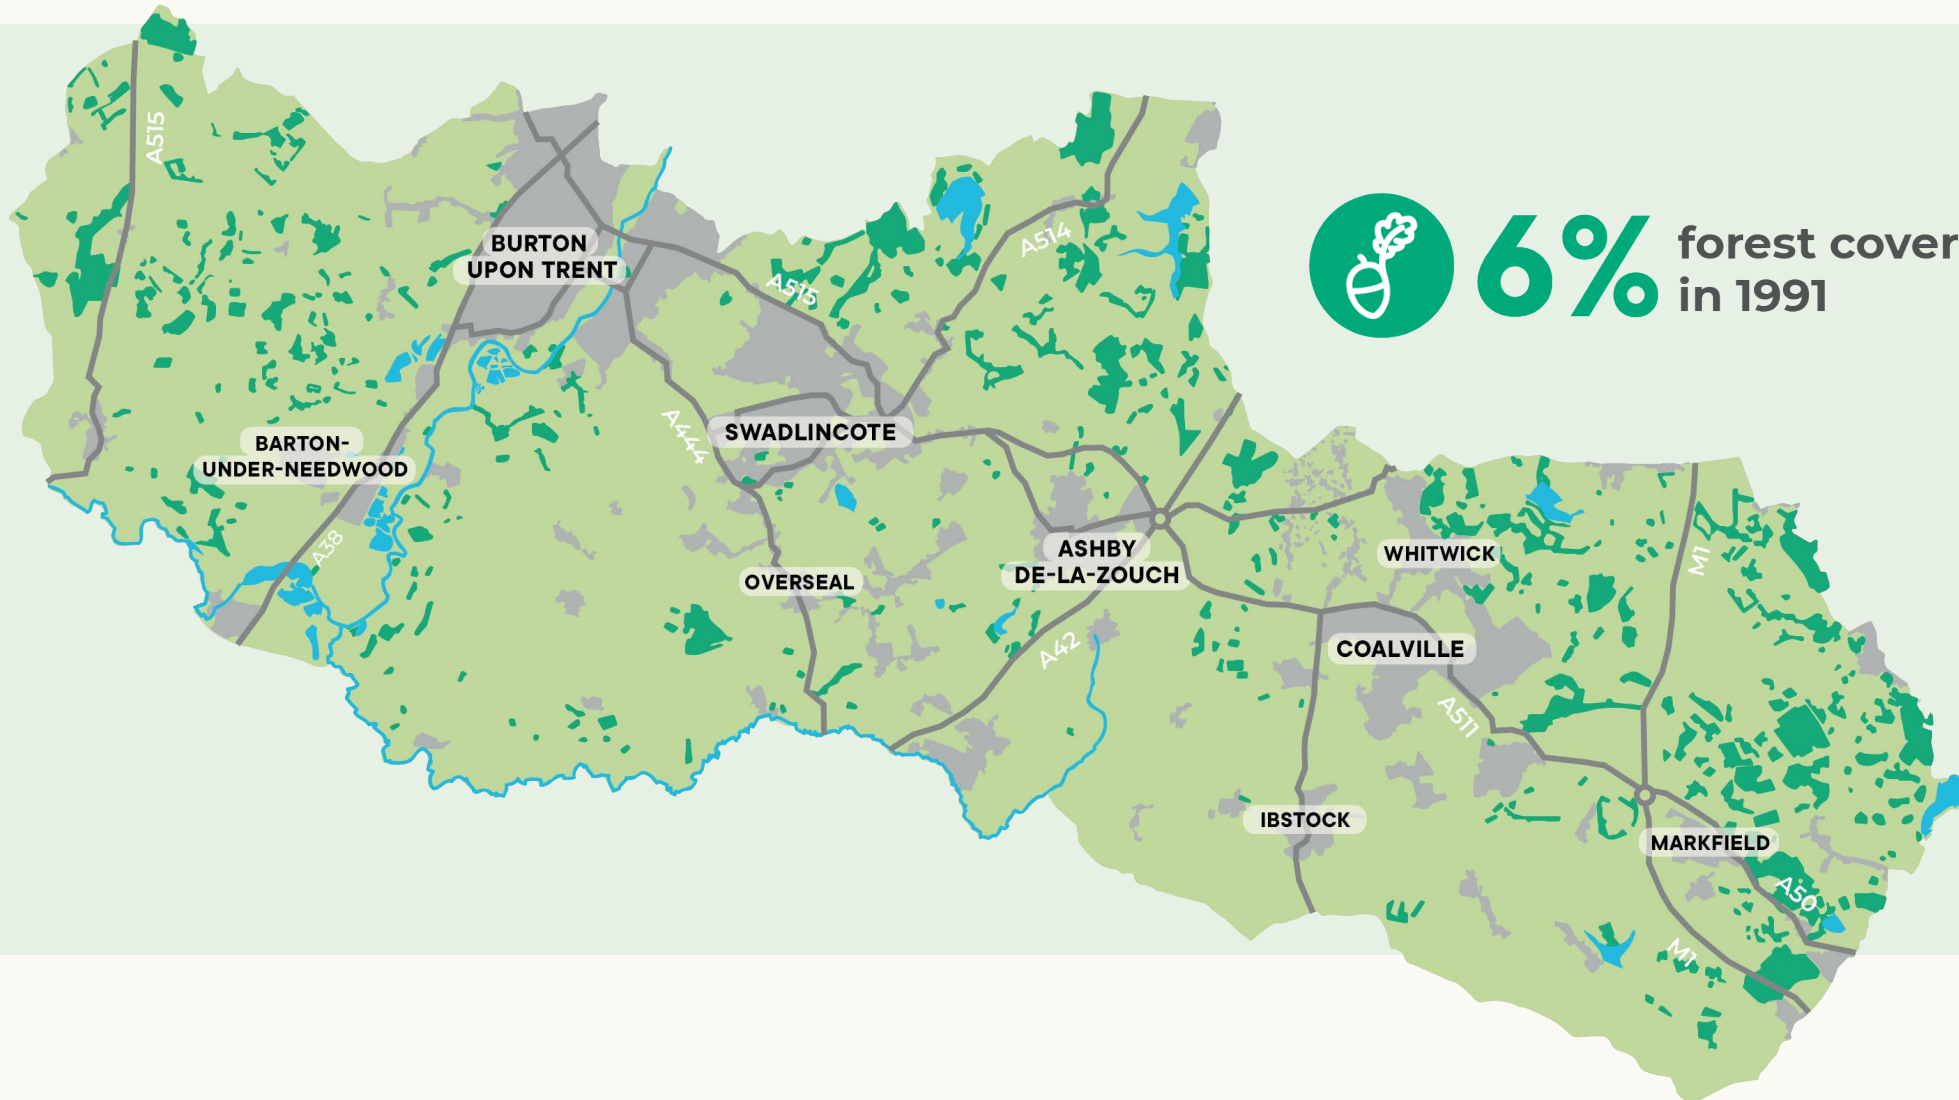 A515
BURTON
UPON TRENT
A515
A514
6%
forest cover
in 1991
BARTON-
UNDER-NEEDWOOD
A444
SWADLINCOTE
A38
OVERSEAL
ASHBY
DE-LA-ZOUCH
WHITWICK
M1
A42
COALVILLE
A511
IBSTOCK
MARKFIELD
A50
M1